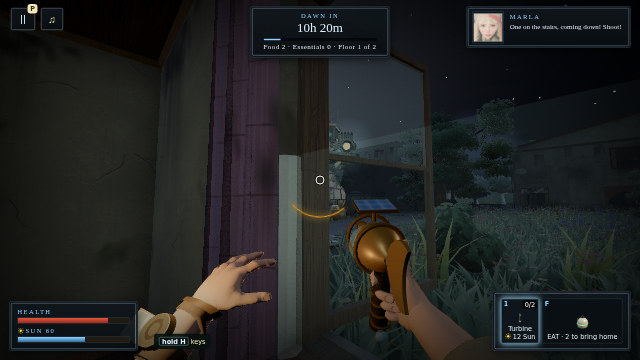 P
DAWN IN
10h 20m
Food 2 · Essentials 0 · Floor 1 of 2
MARLA
One on the stairs, coming down! Shoot!
HEALTH
SUN 60
hold H keys
1 0/2
Turbine
12 Sun
F
EAT · 2 to bring home